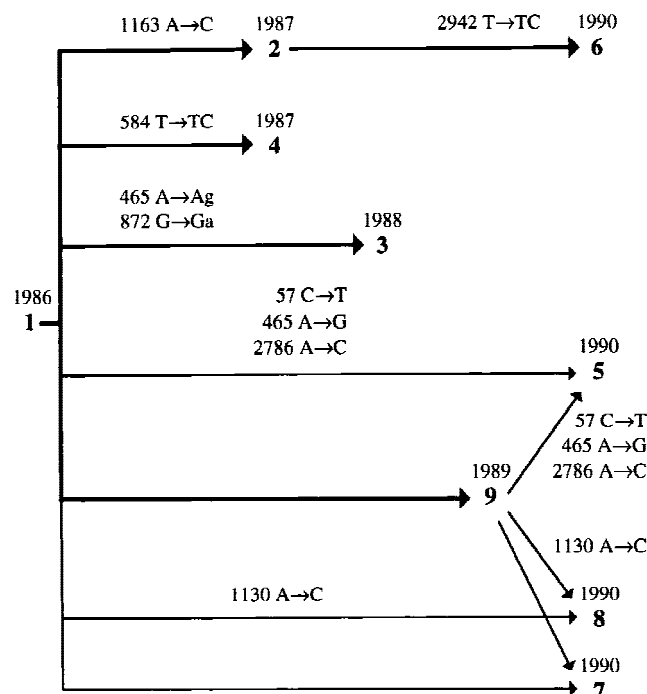 1163 A→C
1987
2
2942 T→TC
1990
6
584 T→TC
1987
4
465 A→Ag
872 G→Ga
1988
3
1986
1
57 C→T
465 A→G
2786 A→C
1990
5
57 C→T
465 A→G
2786 A→C
1989
9
1130 A→C
1130 A→C
1990
8
1990
7